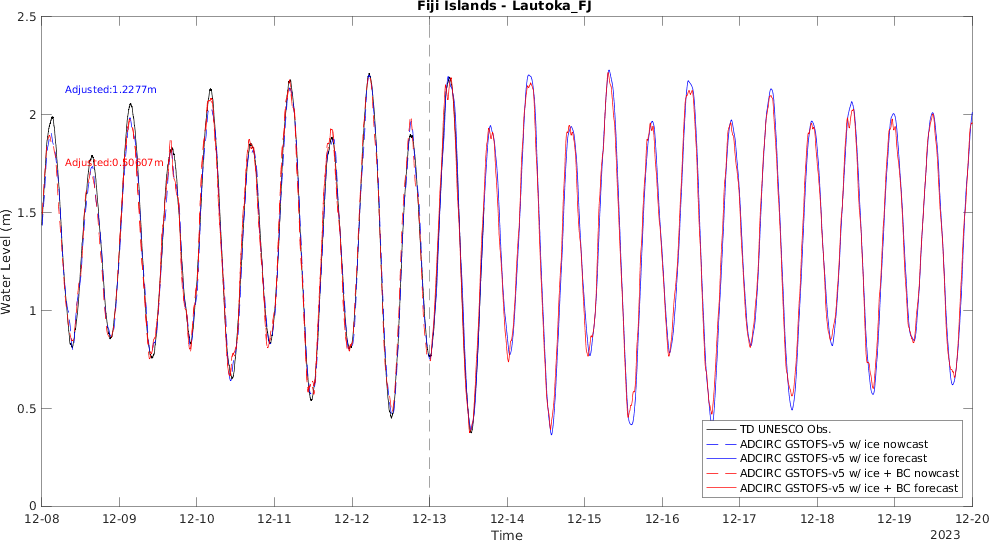 Fiji Islands - Lautoka_FJ
2.5
Adjusted:1.2277m
2
Adjusted:0.50607m
1.5
Water Level (m)
1
0.5
TD UNESCO Obs.
ADCIRC GSTOFS-v5 w/ ice nowcast
ADCIRC GSTOFS-v5 w/ ice forecast
ADCIRC GSTOFS-v5 w/ ice + BC nowcast
ADCIRC GSTOFS-v5 w/ ice + BC forecast
0
12-08 12-09 12-10 12-11 12-12 12-13 12-14 12-15 12-16 12-17 12-18 12-19 12-20
Time
2023